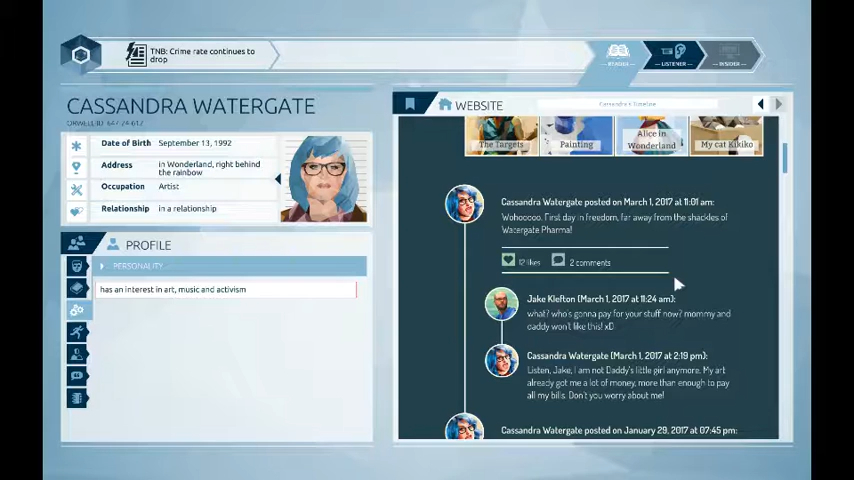 TNB: Crime rate continues to
drop
READER
LISTENER
INSIDER
CASSANDRA WATERGATE
Date of Birth September 13, 1992
Address in Wonderland, right behind
the rainbow
Occupation Artist
Relationship in a relationship
PROFILE
PERSONALITY
has an interest in art, music and activism
WEBSITE
Cassandra's Timeline
The Targets
Painting
Alice in
Wonderland
My cat Kikiko
Cassandra Watergate posted on March 1, 2017 at 11:01 am:
Wohooooo. First day in freedom, far away from the shackles of
Watergate Pharma!
12 likes 2 comments
Jake Klefton (March 1, 2017 at 11:24 am):
what? who's gonna pay for your stuff now? mommy and
daddy won't like this! xD
Cassandra Watergate (March 1, 2017 at 2:19 pm):
Listen, Jake, I am not Daddy's little girl anymore. My art
already got me a lot of money, more than enough to pay
all my bills. Don't you worry about me!
Cassandra Watergate posted on January 29, 2017 at 07:45 pm: